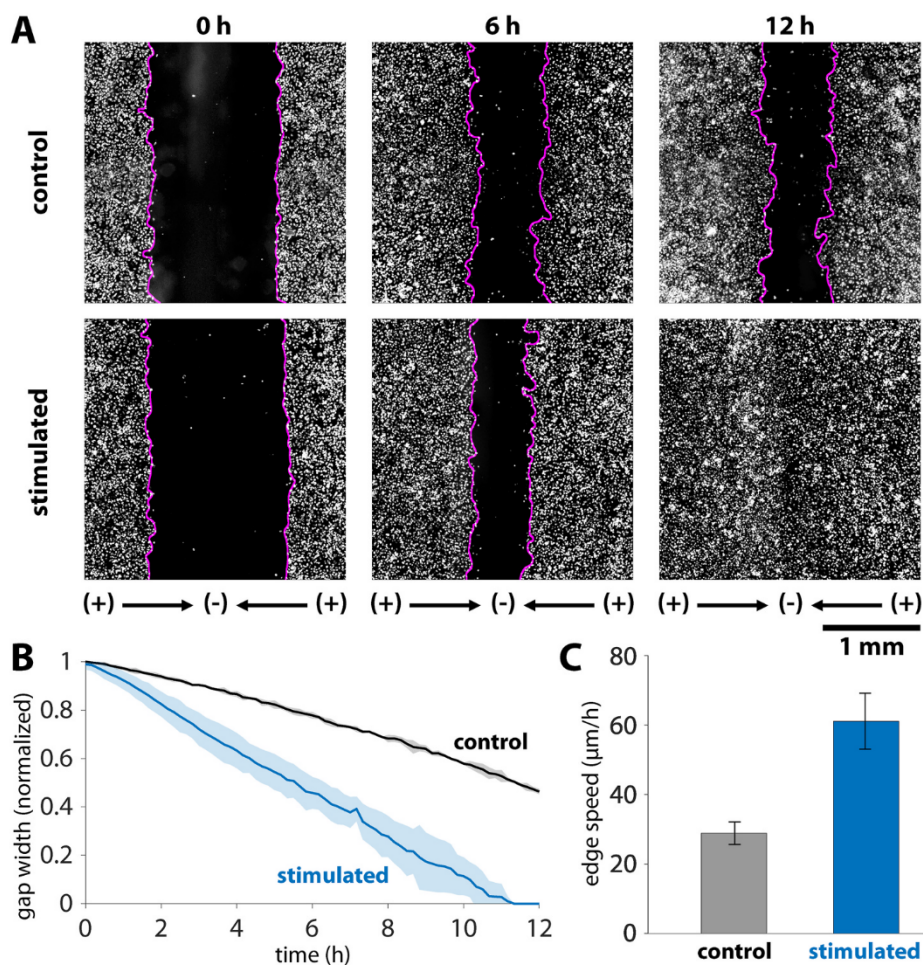 A
0 h
6 h
12 h
control
stimulated
(+) (-) (+)
(+) (-) (+)
(+) (-) (+)
1 mm
B
gap width (normalized)
1
0.8
0.6
0.4
0.2
0
0 2 4 6 8 10 12
time (h)
control
stimulated
C
edge speed (µm/h)
80
60
40
20
0
control
stimulated